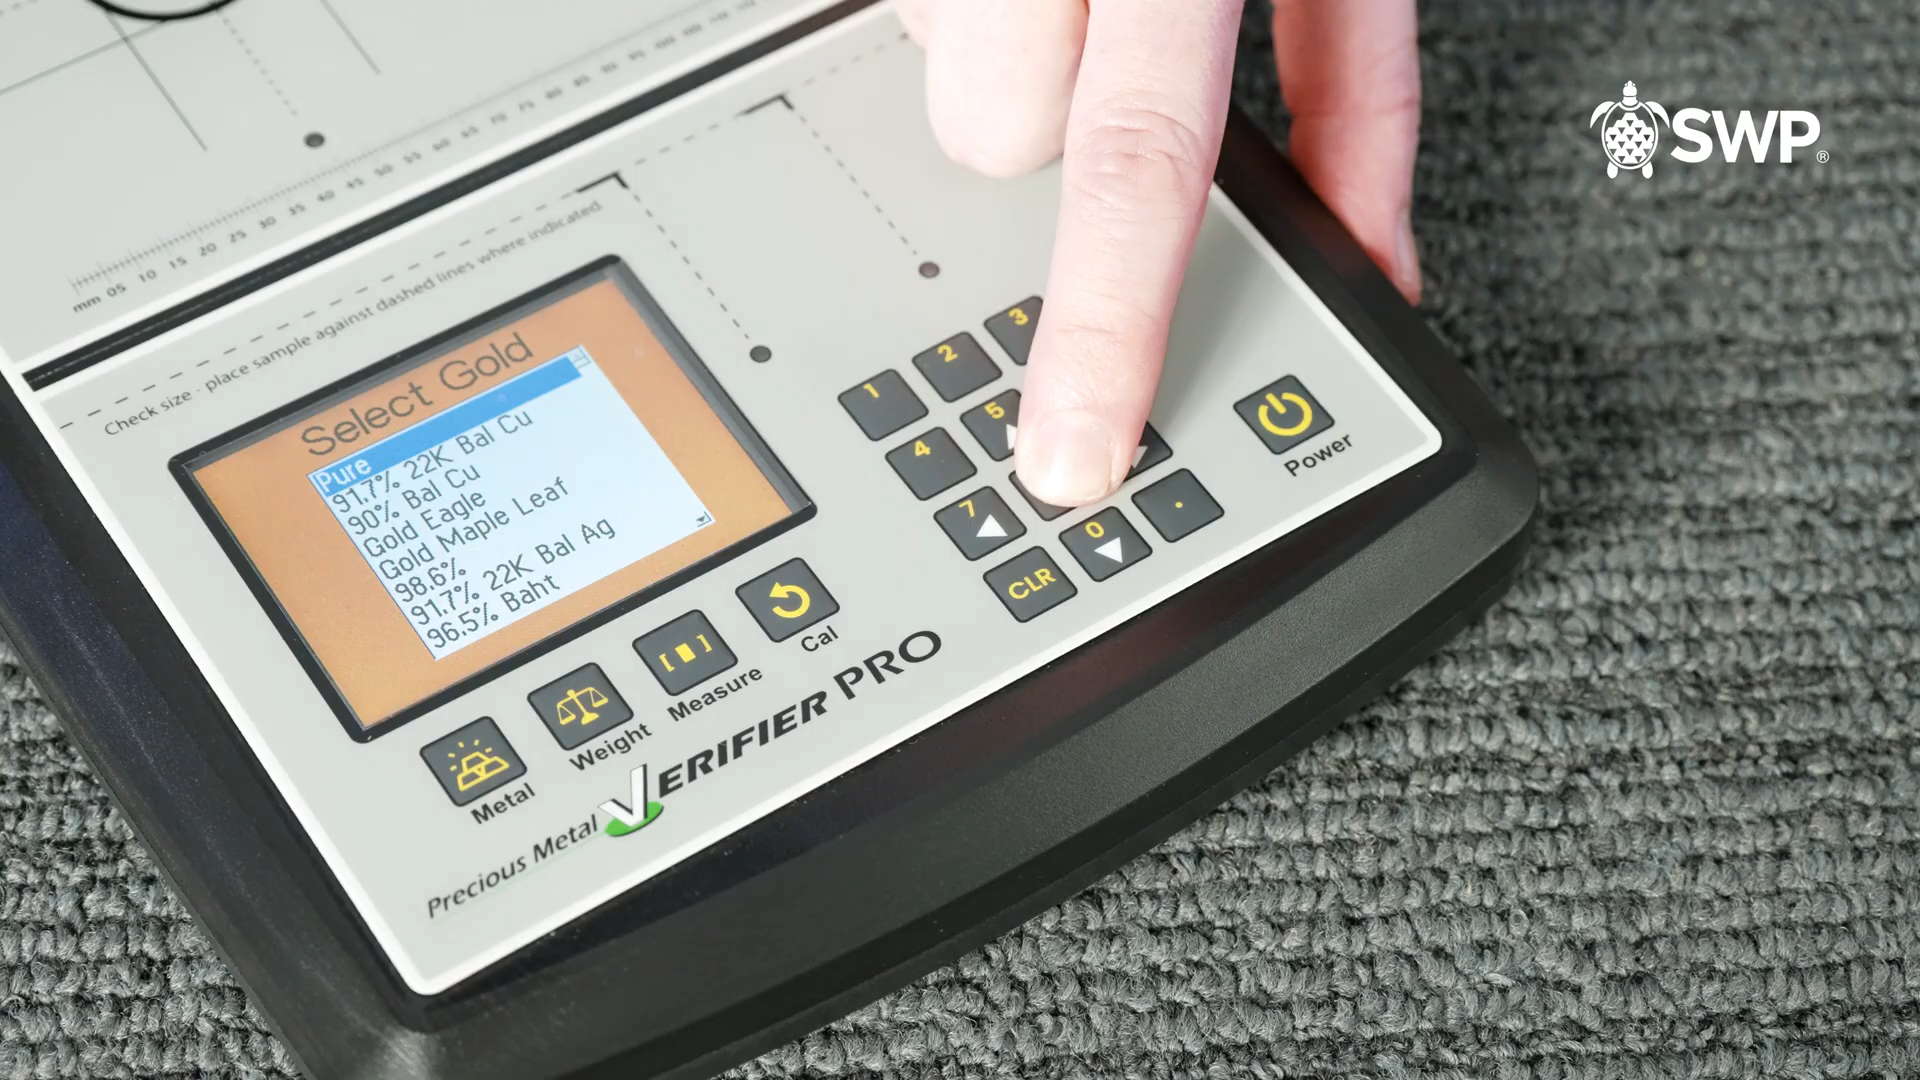 SWP®
mm 05 10 15 20 25 30 35 40 45 50 55 60 65 70 75 80 85
Check size - place sample against dashed lines where indicated.
Select Gold
Pure
91.7% 22K Bal Cu
90% Bal Cu
Gold Eagle
Gold Maple Leaf
98.6%
91.7% 22K Bal Ag
96.5% Baht
1 2 3
4 5
7 0 .
CLR
Power
Metal
Weight
Measure
Cal
Precious Metal VERIFIER PRO